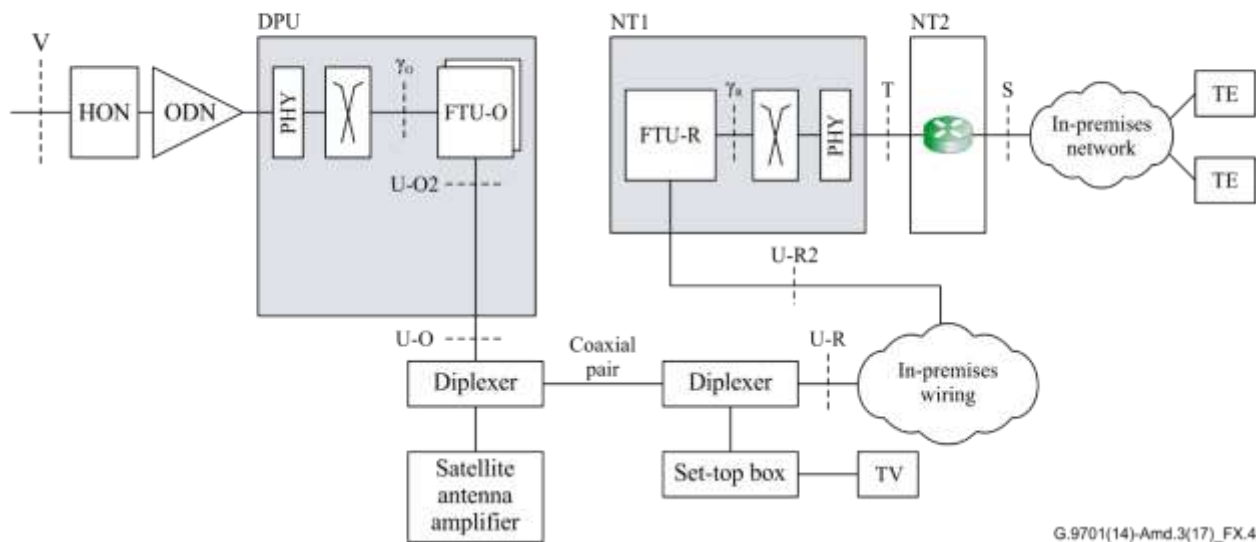 DPU
NT1
NT2
V
HON
ODN
PHY
γO
FTU-O
U-O2
FTU-R
γR
PHY
T
S
In-premises
network
TE
TE
U-R2
U-O
Diplexer
Coaxial
pair
Diplexer
U-R
In-premises
wiring
Satellite
antenna
amplifier
Set-top box
TV
G.9701(14)-Amd.3(17)_FX.4